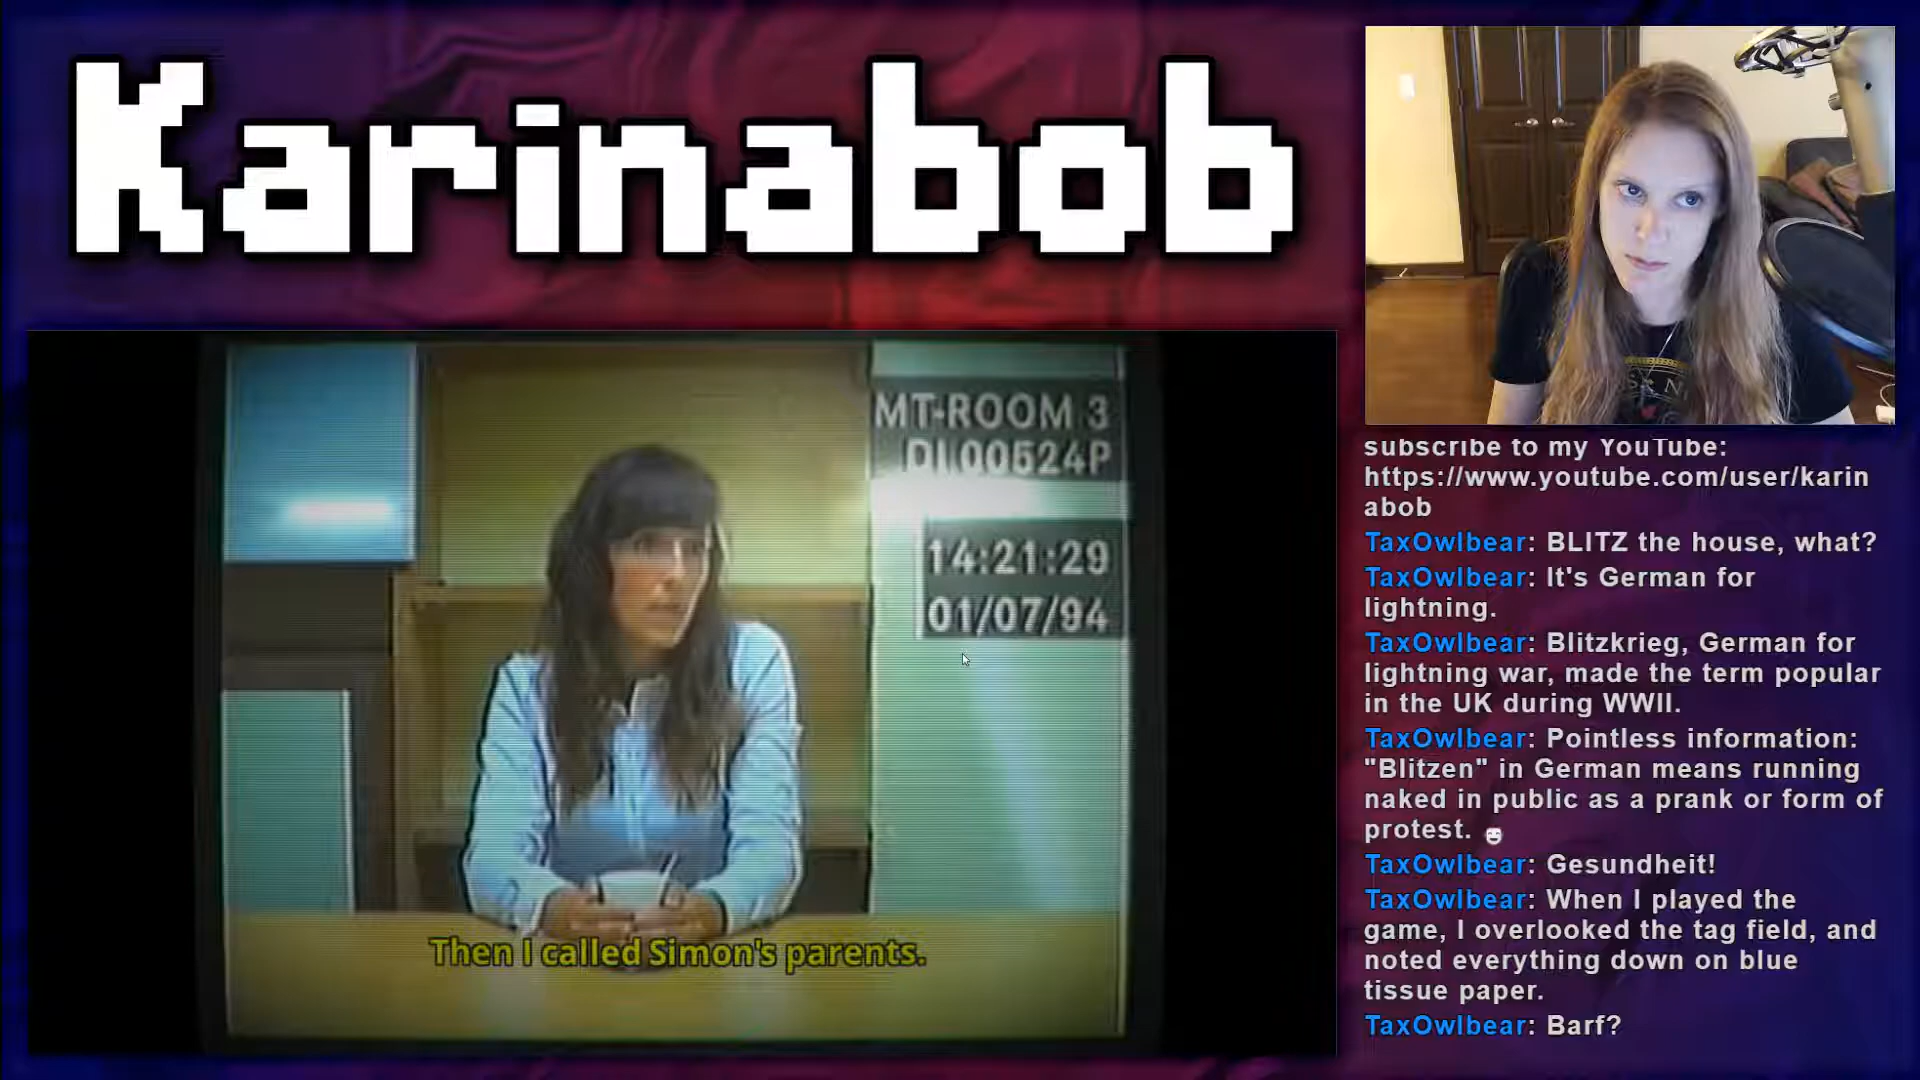 Karinabob
MT-ROOM 3
DI 00524P
14:21:29
01/07/94
Then I called Simon's parents.
subscribe to my YouTube:
https://www.youtube.com/user/karin
abob
TaxOwlbear: BLITZ the house, what?
TaxOwlbear: It's German for
lightning.
TaxOwlbear: Blitzkrieg, German for
lightning war, made the term popular
in the UK during WWII.
TaxOwlbear: Pointless information:
"Blitzen" in German means running
naked in public as a prank or form of
protest.
TaxOwlbear: Gesundheit!
TaxOwlbear: When I played the
game, I overlooked the tag field, and
noted everything down on blue
tissue paper.
TaxOwlbear: Barf?